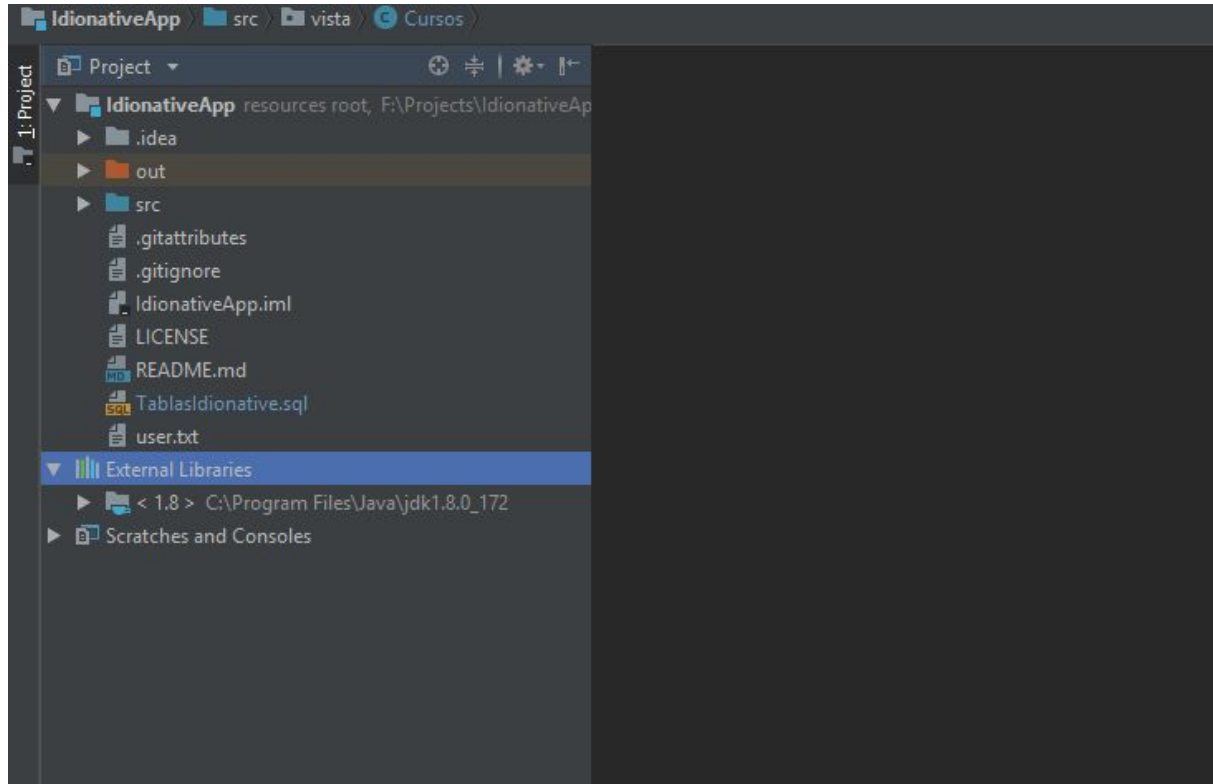 IdionativeApp src vista Cursos
1: Project
Project
IdionativeApp resources root, F:\Projects\IdionativeAp
.idea
out
src
.gitattributes
.gitignore
IdionativeApp.iml
LICENSE
README.md
TablasIdionative.sql
user.txt
External Libraries
< 1.8 > C:\Program Files\Java\jdk1.8.0_172
Scratches and Consoles